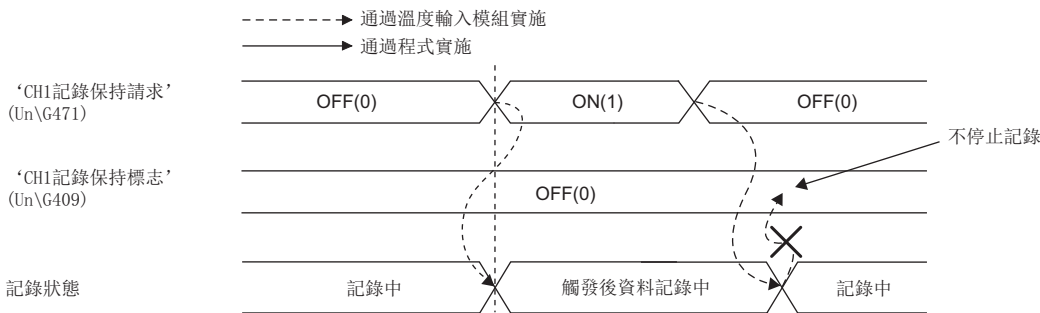 通過溫度輸入模組實施
通過程式實施
‘CH1記錄保持請求’
(Un\G471)
OFF(0)
ON(1)
OFF(0)
不停止記錄
‘CH1記錄保持標志’
(Un\G409)
OFF(0)
記錄狀態
記錄中
觸發後資料記錄中
記錄中